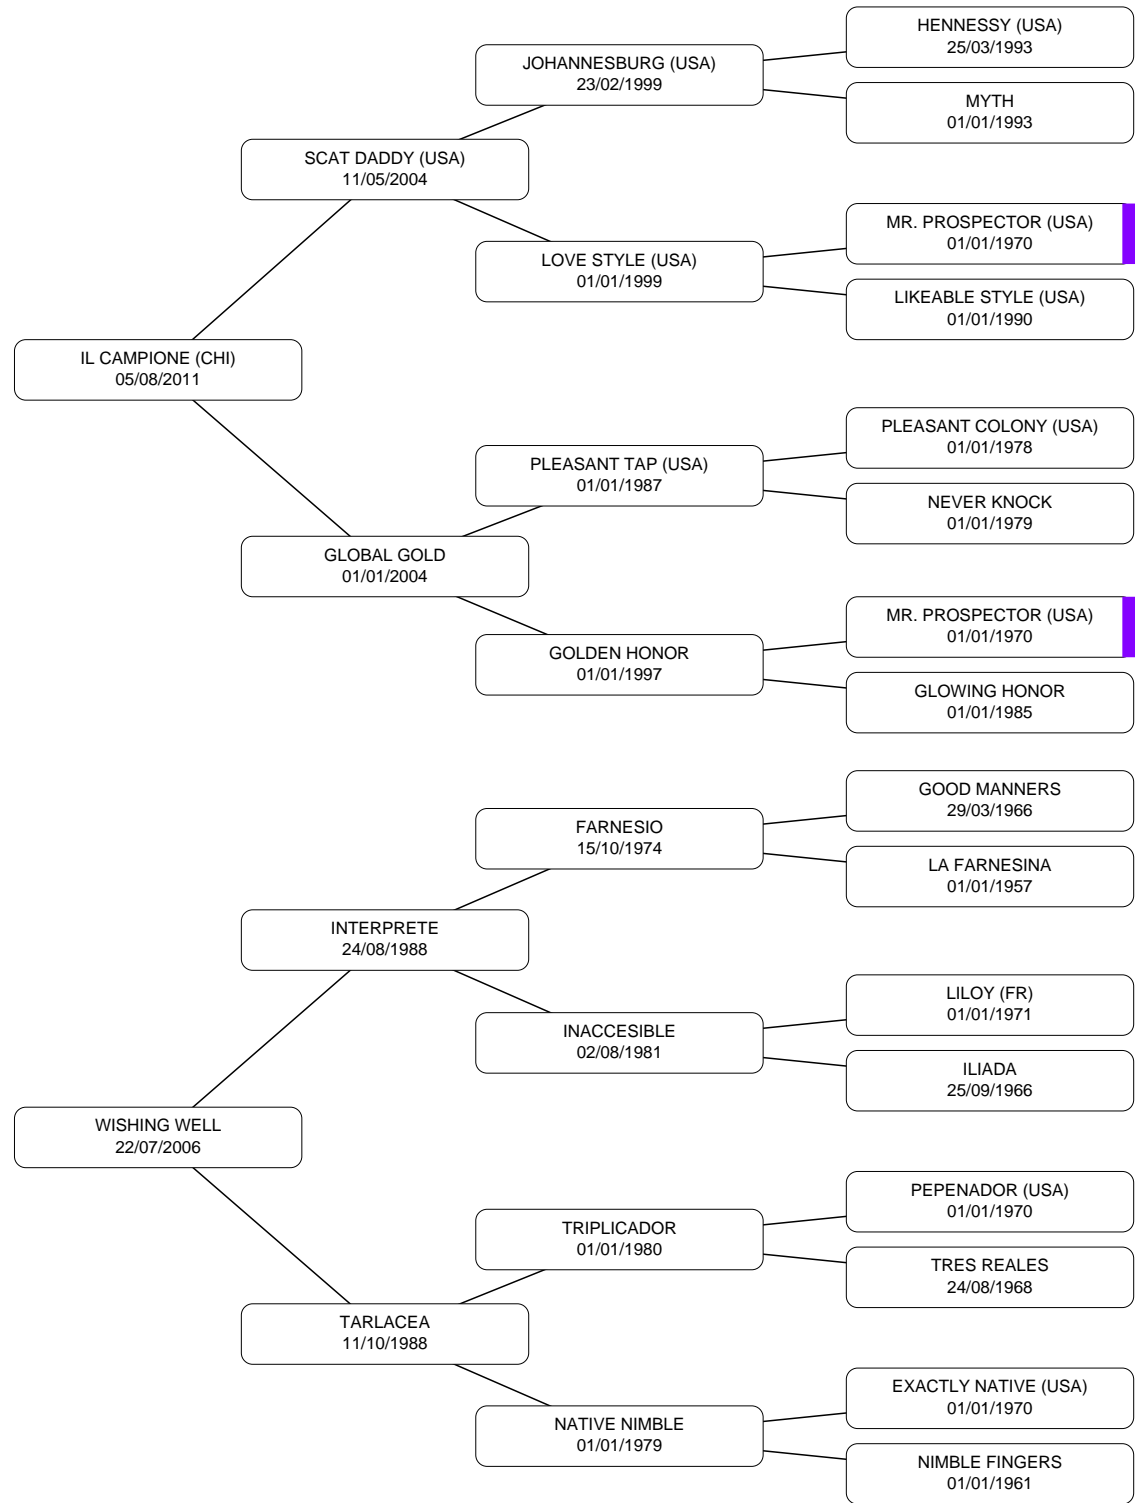 HENNESSY (USA)
25/03/1993
JOHANNESBURG (USA)
23/02/1999
MYTH
01/01/1993
SCAT DADDY (USA)
11/05/2004
MR. PROSPECTOR (USA)
01/01/1970
LOVE STYLE (USA)
01/01/1999
LIKEABLE STYLE (USA)
01/01/1990
IL CAMPIONE (CHI)
05/08/2011
PLEASANT COLONY (USA)
01/01/1978
PLEASANT TAP (USA)
01/01/1987
NEVER KNOCK
01/01/1979
GLOBAL GOLD
01/01/2004
MR. PROSPECTOR (USA)
01/01/1970
GOLDEN HONOR
01/01/1997
GLOWING HONOR
01/01/1985
GOOD MANNERS
29/03/1966
FARNESIO
15/10/1974
LA FARNESINA
01/01/1957
INTERPRETE
24/08/1988
LILOY (FR)
01/01/1971
INACCESIBLE
02/08/1981
ILIADA
25/09/1966
WISHING WELL
22/07/2006
PEPENADOR (USA)
01/01/1970
TRIPLICADOR
01/01/1980
TRES REALES
24/08/1968
TARLACEA
11/10/1988
EXACTLY NATIVE (USA)
01/01/1970
NATIVE NIMBLE
01/01/1979
NIMBLE FINGERS
01/01/1961